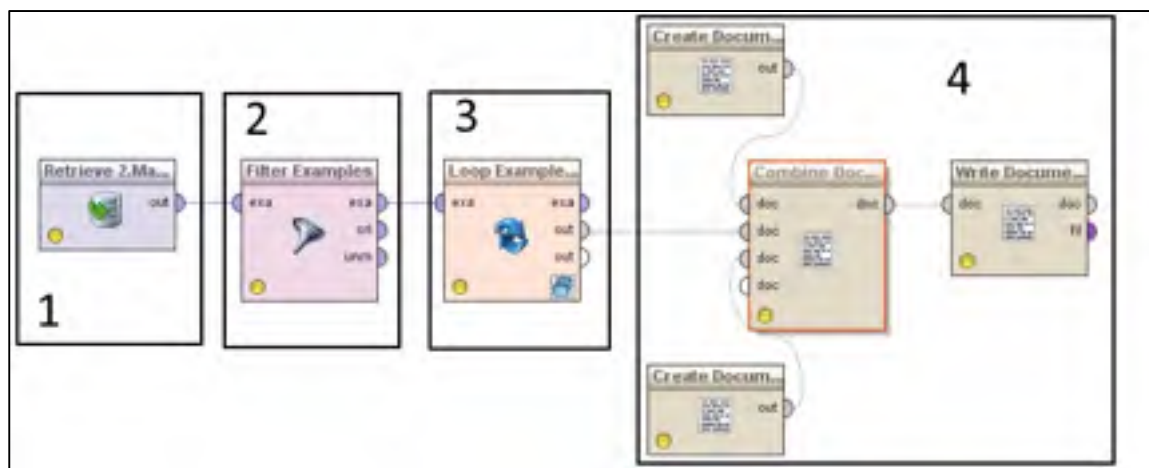 Create Docum...
out
4
1
Retrieve 2.Ma...
out
2
Filter Examples
exa
exa
ori
unm
3
Loop Example...
exa
exa
out
out
Combine Doc...
doc
doc
doc
doc
doc
Write Docume...
doc
doc
fil
Create Docum...
out